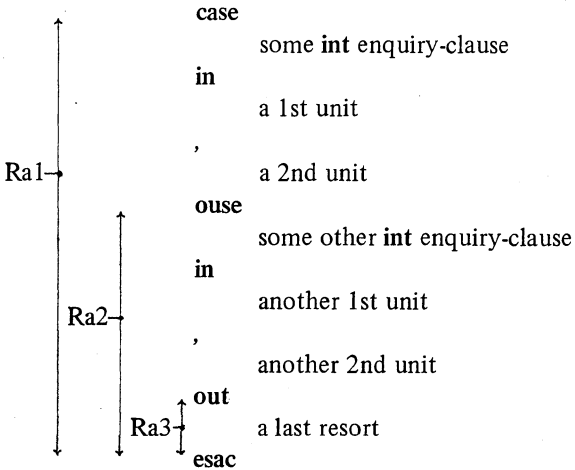 case
some int enquiry-clause
in
a 1st unit
,
Ra1 a 2nd unit
ouse
some other int enquiry-clause
in
another 1st unit
Ra2
,
another 2nd unit
out
Ra3 a last resort
esac